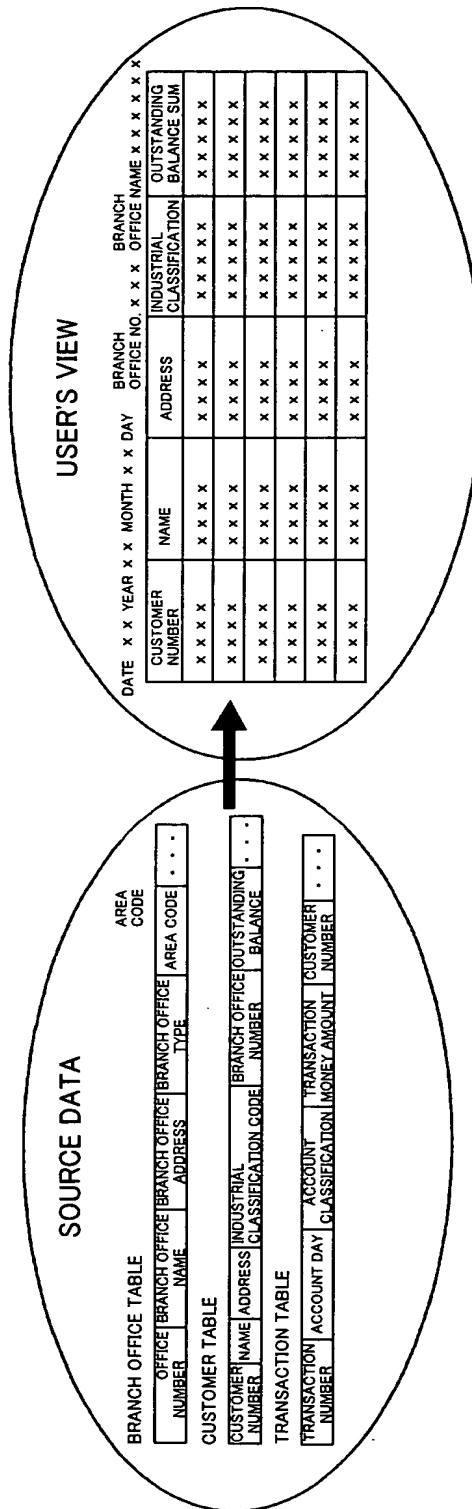 SOURCE DATA
BRANCH OFFICE TABLE
AREA
CODE
OFFICE
NUMBER
BRANCH OFFICE
NAME
BRANCH OFFICE
ADDRESS
BRANCH OFFICE
TYPE
AREA CODE
. . .
CUSTOMER TABLE
CUSTOMER
NUMBER
NAME
ADDRESS
INDUSTRIAL
CLASSIFICATION CODE
BRANCH OFFICE
NUMBER
OUTSTANDING
BALANCE
. . .
TRANSACTION TABLE
TRANSACTION
NUMBER
ACCOUNT DAY
ACCOUNT
CLASSIFICATION
TRANSACTION
MONEY AMOUNT
CUSTOMER
NUMBER
. . .
USER'S VIEW
DATE x x YEAR x x MONTH x x DAY
BRANCH
OFFICE NO. x x x
BRANCH
OFFICE NAME x x x x x x
CUSTOMER
NUMBER
NAME
ADDRESS
INDUSTRIAL
CLASSIFICATION
OUTSTANDING
BALANCE SUM
x x x x x x x x x x x x x x x x x x x x x x
x x x x x x x x x x x x x x x x x x x x x x
x x x x x x x x x x x x x x x x x x x x x x
x x x x x x x x x x x x x x x x x x x x x x
x x x x x x x x x x x x x x x x x x x x x x
x x x x x x x x x x x x x x x x x x x x x x